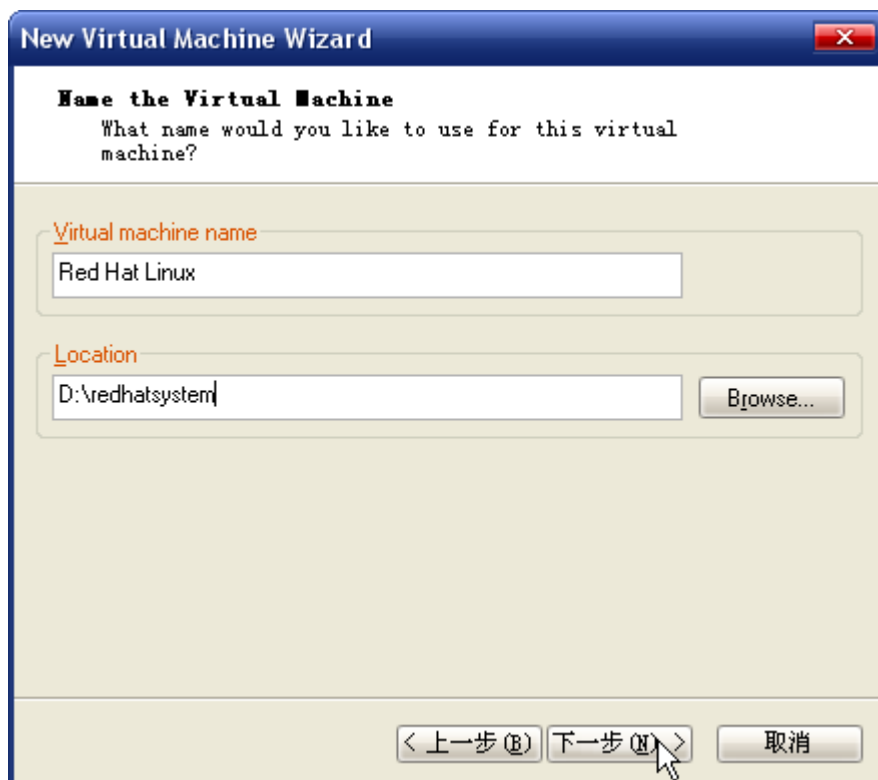 New Virtual Machine Wizard
Name the Virtual Machine
What name would you like to use for this virtual
machine?
Virtual machine name
Red Hat Linux
Location
D:\redhatsystem
Browse...
< 上一步(B)
下一步(N) >
取消